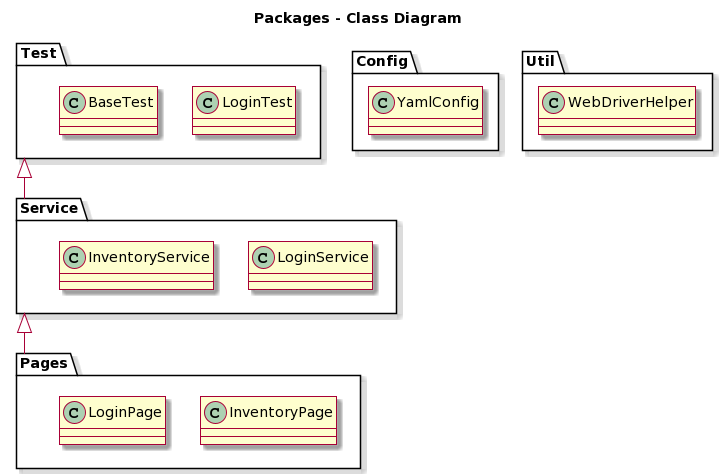 Packages - Class Diagram
Test
C BaseTest
C LoginTest
Config
C YamlConfig
Util
C WebDriverHelper
Service
C InventoryService
C LoginService
Pages
C LoginPage
C InventoryPage